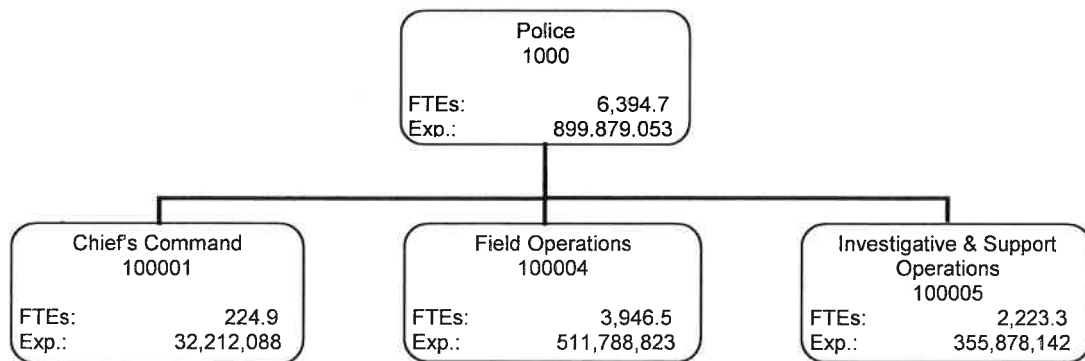 Police
1000
FTEs: 6,394.7
Exp.: 899,879,053
Chief's Command
100001
FTEs: 224.9
Exp.: 32,212,088
Field Operations
100004
FTEs: 3,946.5
Exp.: 511,788,823
Investigative & Support
Operations
100005
FTEs: 2,223.3
Exp.: 355,878,142